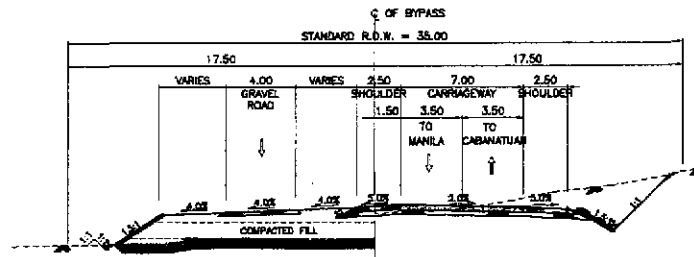 ℄ OF BYPASS
STANDARD R.O.W. = 35.00
17.50 17.50
VARIES 4.00 VARIES 2.50 7.00 2.50
GRAVEL ROAD SHOULDER CARRIAGEWAY SHOULDER
1.50 3.50 3.50
TO MANILA TO CABANATUAN
4.0% 4.0% 4.0% 5.0% 5.0%
COMPACTED FILL
1:1